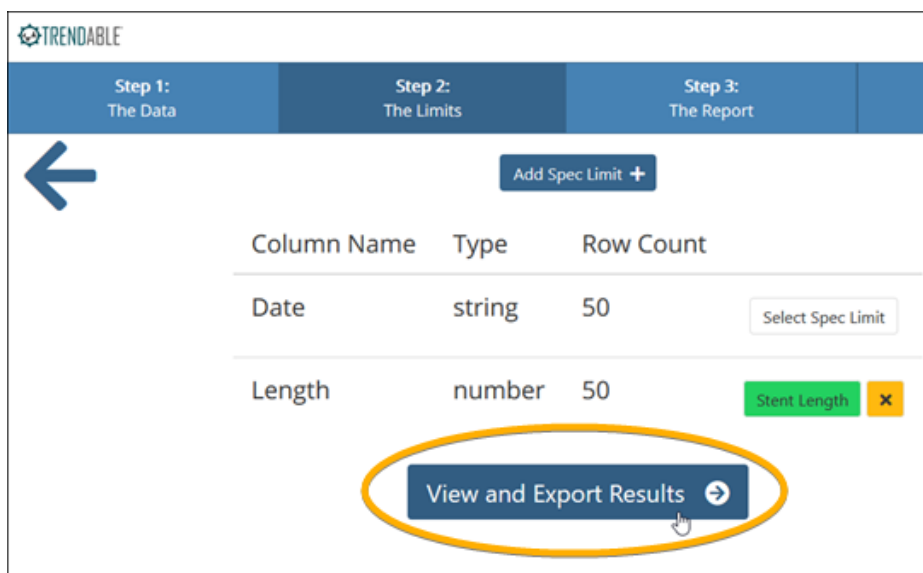 TRENDABLE
Step 1:
The Data
Step 2:
The Limits
Step 3:
The Report
Add Spec Limit +
Column Name Type Row Count
Date string 50 Select Spec Limit
Length number 50 Stent Length ×
View and Export Results